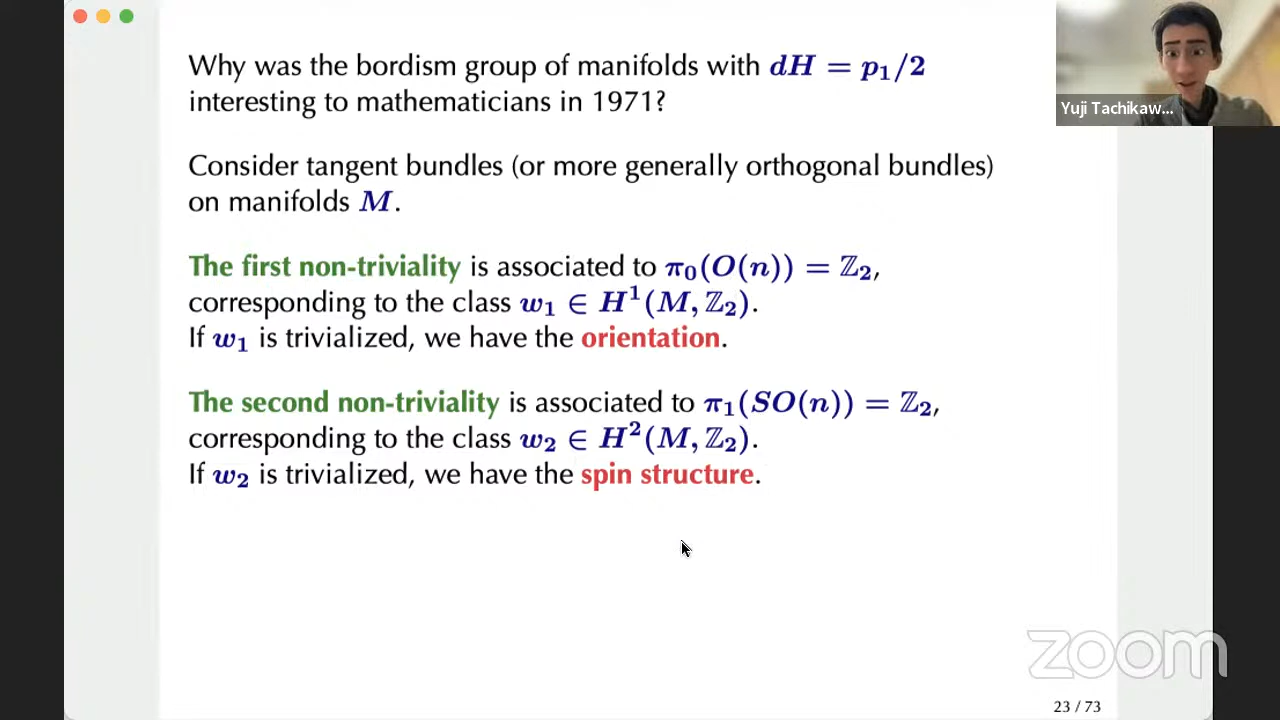 Why was the bordism group of manifolds with dH = p₁/2
interesting to mathematicians in 1971?
Consider tangent bundles (or more generally orthogonal bundles)
on manifolds M.
The first non-triviality is associated to π₀(O(n)) = ℤ₂,
corresponding to the class w₁ ∈ H¹(M, ℤ₂).
If w₁ is trivialized, we have the orientation.
The second non-triviality is associated to π₁(SO(n)) = ℤ₂,
corresponding to the class w₂ ∈ H²(M, ℤ₂).
If w₂ is trivialized, we have the spin structure.
Yuji Tachikaw...
zoom
23 / 73